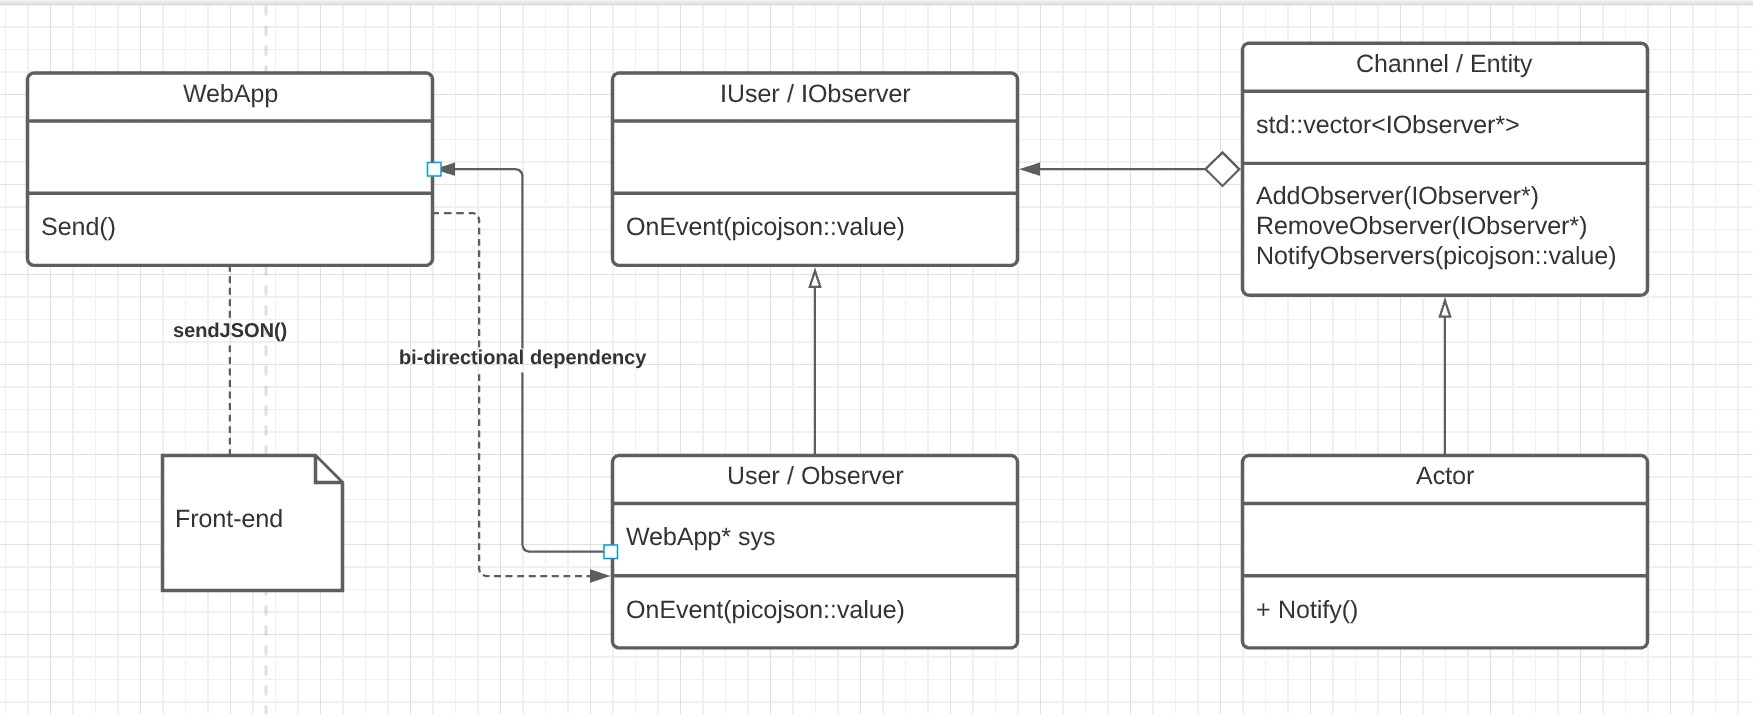 WebApp
Send()
sendJSON()
Front-end
bi-directional dependency
IUser / IObserver
OnEvent(picojson::value)
User / Observer
WebApp* sys
OnEvent(picojson::value)
Channel / Entity
std::vector<IObserver*>
AddObserver(IObserver*)
RemoveObserver(IObserver*)
NotifyObservers(picojson::value)
Actor
+ Notify()